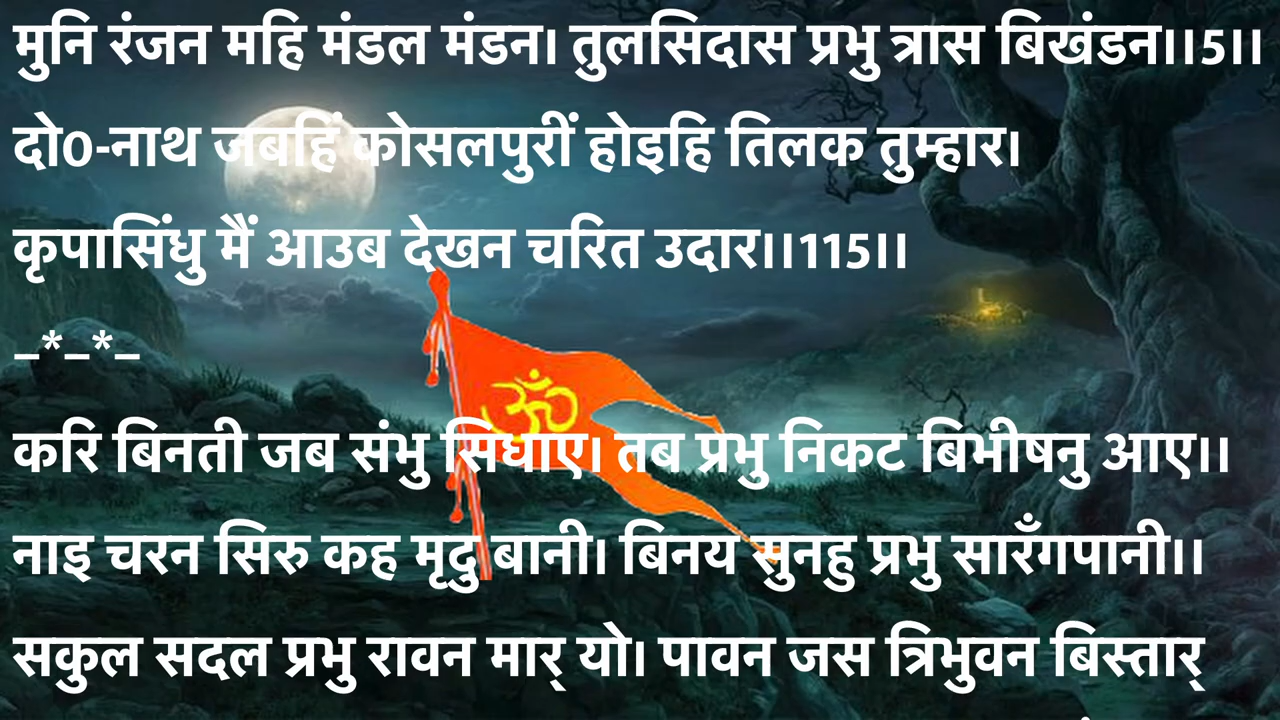 मुनि रंजन महि मंडल मंडन। तुलसिदास प्रभु त्रास बिखंडन।।5।।
दो0-नाथ जबहिं कोसलपुरीं होइहि तिलक तुम्हार।
कृपासिंधु मैं आउब देखन चरित उदार।।115।।
–*–*–
करि बिनती जब संभु सिधाए। तब प्रभु निकट बिभीषनु आए।।
नाइ चरन सिरु कह मृदु बानी। बिनय सुनहु प्रभु सारँगपानी।।
सकुल सदल प्रभु रावन मार् यो। पावन जस त्रिभुवन बिस्तार्
ॐ